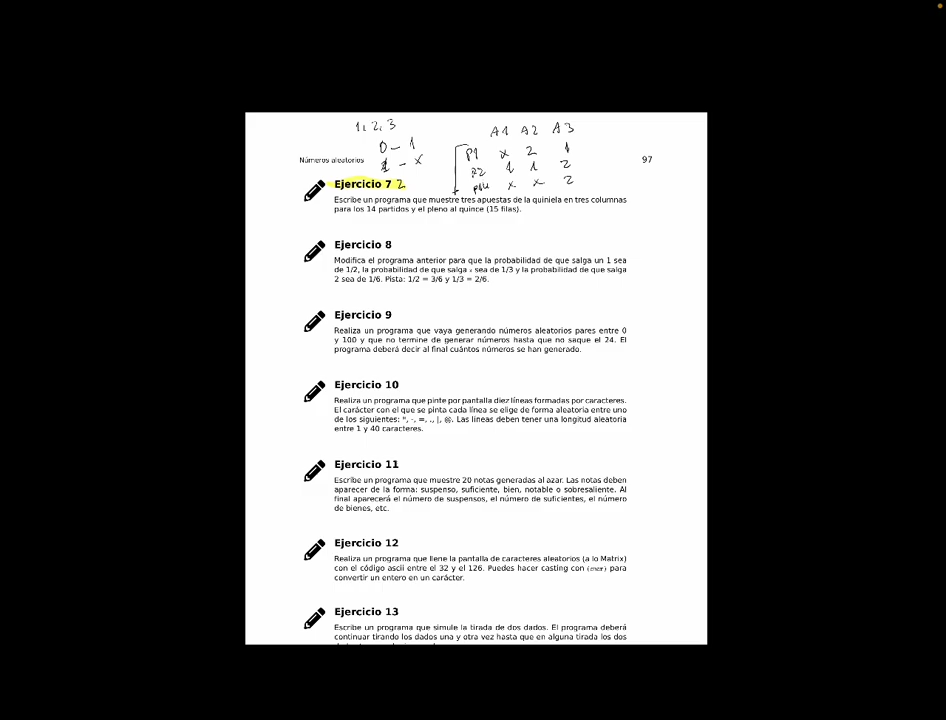 1, 2, 3
A1 A2 A3
0 - 1
P1 x 2 1
Números aleatorios 1 - x 97
P2 1 1 2
Ejercicio 7 2
x x 2
Escribe un programa que muestre tres apuestas de la quiniela en tres columnas
para los 14 partidos y el pleno al quince (15 filas).
Ejercicio 8
Modifica el programa anterior para que la probabilidad de que salga un 1 sea
de 1/2, la probabilidad de que salga x sea de 1/3 y la probabilidad de que salga
2 sea de 1/6. Pista: 1/2 = 3/6 y 1/3 = 2/6.
Ejercicio 9
Realiza un programa que vaya generando números aleatorios pares entre 0
y 100 y que no termine de generar números hasta que no saque el 24. El
programa deberá decir al final cuántos números se han generado.
Ejercicio 10
Realiza un programa que pinte por pantalla diez líneas formadas por caracteres.
El carácter con el que se pinta cada línea se elige de forma aleatoria entre uno
de los siguientes: *, -, =, ., |, @. Las líneas deben tener una longitud aleatoria
entre 1 y 40 caracteres.
Ejercicio 11
Escribe un programa que muestre 20 notas generadas al azar. Las notas deben
aparecer de la forma: suspenso, suficiente, bien, notable o sobresaliente. Al
final aparecerá el número de suspensos, el número de suficientes, el número
de bienes, etc.
Ejercicio 12
Realiza un programa que llene la pantalla de caracteres aleatorios (a lo Matrix)
con el código ascii entre el 32 y el 126. Puedes hacer casting con (char) para
convertir un entero en un carácter.
Ejercicio 13
Escribe un programa que simule la tirada de dos dados. El programa deberá
continuar tirando los dados una y otra vez hasta que en alguna tirada los dos